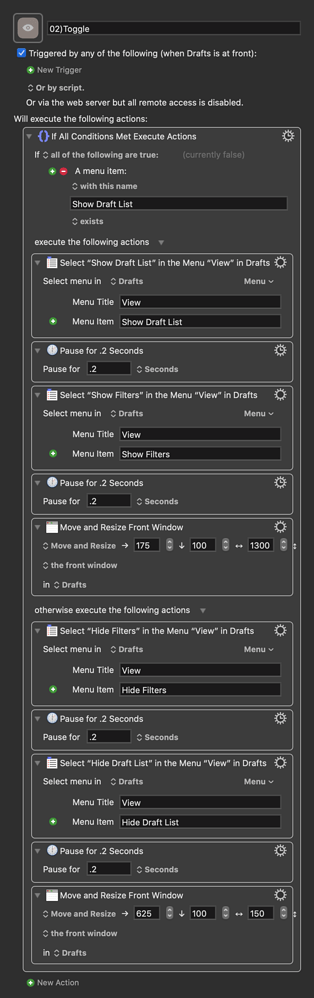 02)Toggle
Triggered by any of the following (when Drafts is at front):
New Trigger
Or by script.
Or via the web server but all remote access is disabled.
Will execute the following actions:
If All Conditions Met Execute Actions
If all of the following are true: (currently false)
A menu item:
with this name
Show Draft List
exists
execute the following actions
Select “Show Draft List” in the Menu “View” in Drafts
Select menu in Drafts Menu
Menu Title View
Menu Item Show Draft List
Pause for .2 Seconds
Pause for .2 Seconds
Select “Show Filters” in the Menu “View” in Drafts
Select menu in Drafts Menu
Menu Title View
Menu Item Show Filters
Pause for .2 Seconds
Pause for .2 Seconds
Move and Resize Front Window
Move and Resize → 175 ↓ 100 ↔ 1300
the front window
in Drafts
otherwise execute the following actions
Select “Hide Filters” in the Menu “View” in Drafts
Select menu in Drafts Menu
Menu Title View
Menu Item Hide Filters
Pause for .2 Seconds
Pause for .2 Seconds
Select “Hide Draft List” in the Menu “View” in Drafts
Select menu in Drafts Menu
Menu Title View
Menu Item Hide Draft List
Pause for .2 Seconds
Pause for .2 Seconds
Move and Resize Front Window
Move and Resize → 625 ↓ 100 ↔ 150
the front window
in Drafts
New Action